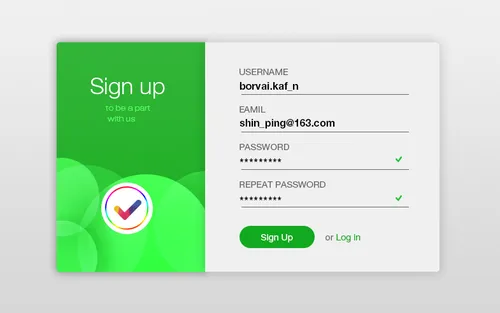 Sign up
to be a part
with us
USERNAME
borvai.kaf_n
EAMIL
shin_ping@163.com
PASSWORD
*********
REPEAT PASSWORD
*********
Sign Up or Log in